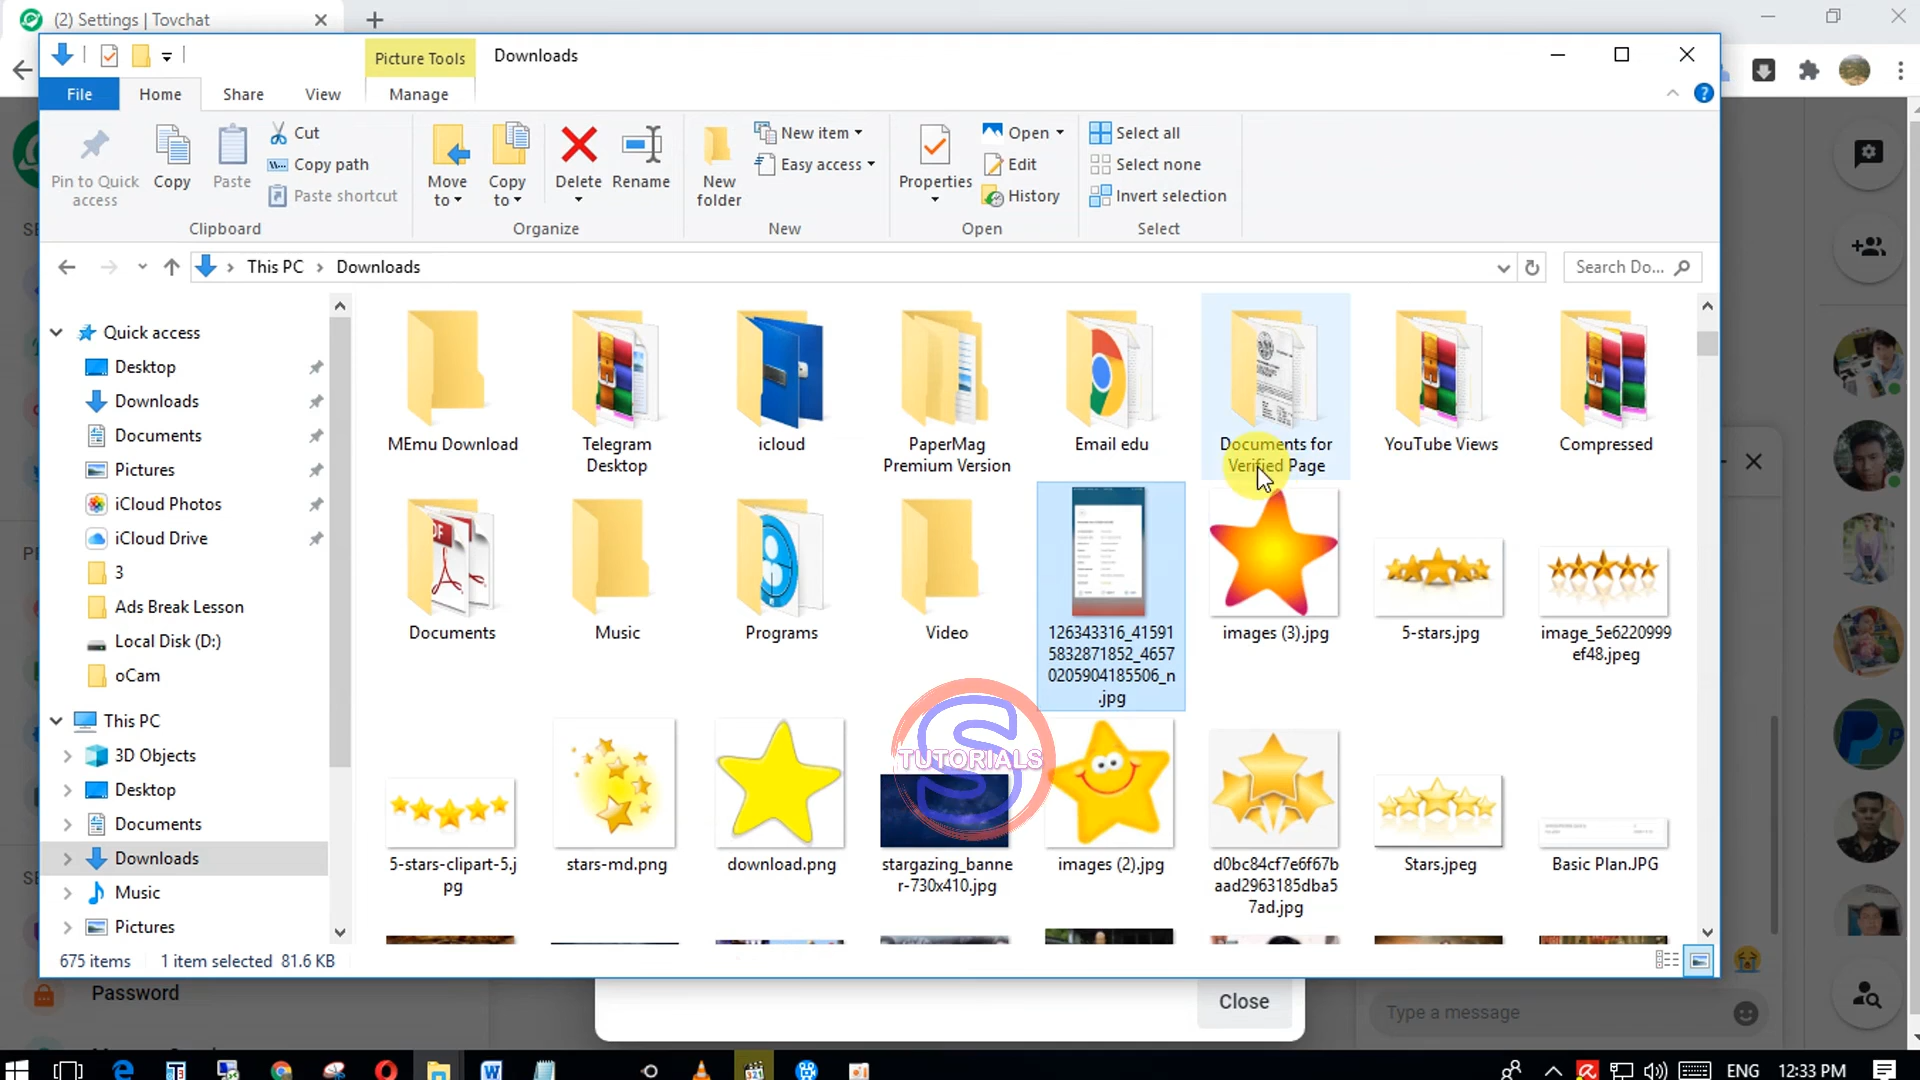 (2) Settings | Tovchat
Picture Tools
Downloads
File
Home
Share
View
Manage
Pin to Quick
access
Copy
Paste
Cut
Copy path
Paste shortcut
Clipboard
Move
to
Copy
to
Delete
Rename
Organize
New
folder
New item
Easy access
New
Properties
Open
Edit
History
Open
Select all
Select none
Invert selection
Select
This PC
Downloads
Search Do...
Quick access
Desktop
Downloads
Documents
Pictures
iCloud Photos
iCloud Drive
3
Ads Break Lesson
Local Disk (D:)
oCam
This PC
3D Objects
Desktop
Documents
Downloads
Music
Pictures
MEmu Download
Telegram
Desktop
icloud
PaperMag
Premium Version
Email edu
Documents for
Verified Page
YouTube Views
Compressed
Documents
Music
Programs
Video
126343316_41591
5832871852_4657
0205904185506_n
.jpg
images (3).jpg
5-stars.jpg
image_5e6220999
ef48.jpeg
5-stars-clipart-5.j
pg
stars-md.png
download.png
stargazing_banne
r-730x410.jpg
images (2).jpg
d0bc84cf7e6f67b
aad2963185dba5
7ad.jpg
Stars.jpeg
Basic Plan.JPG
S
TUTORIALS
675 items
1 item selected 81.6 KB
Password
Close
Type a message
ENG
12:33 PM